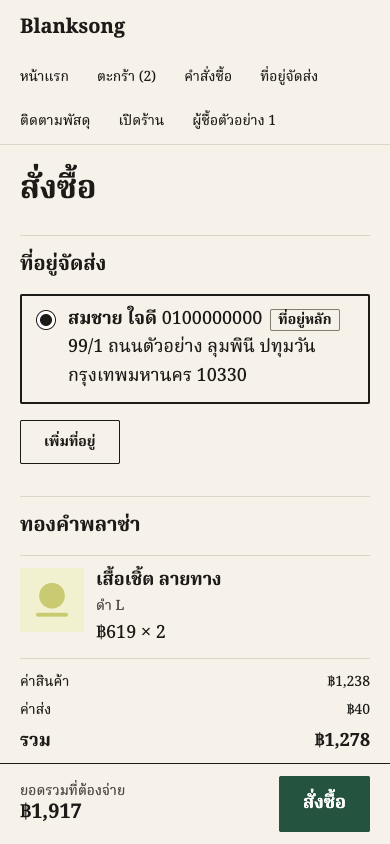 Blanksong
หน้าแรก ตะกร้า (2) คำสั่งซื้อ ที่อยู่จัดส่ง
ติดตามพัสดุ เปิดร้าน ผู้ซื้อตัวอย่าง 1
สั่งซื้อ
ที่อยู่จัดส่ง
สมชาย ใจดี 0100000000 ที่อยู่หลัก
99/1 ถนนตัวอย่าง ลุมพินี ปทุมวัน
กรุงเทพมหานคร 10330
เพิ่มที่อยู่
ทองคำพลาซ่า
เสื้อเชิ้ต ลายทาง
ดำ L
฿619 × 2
ค่าสินค้า ฿1,238
ค่าส่ง ฿40
รวม ฿1,278
ยอดรวมที่ต้องจ่าย
฿1,917
สั่งซื้อ